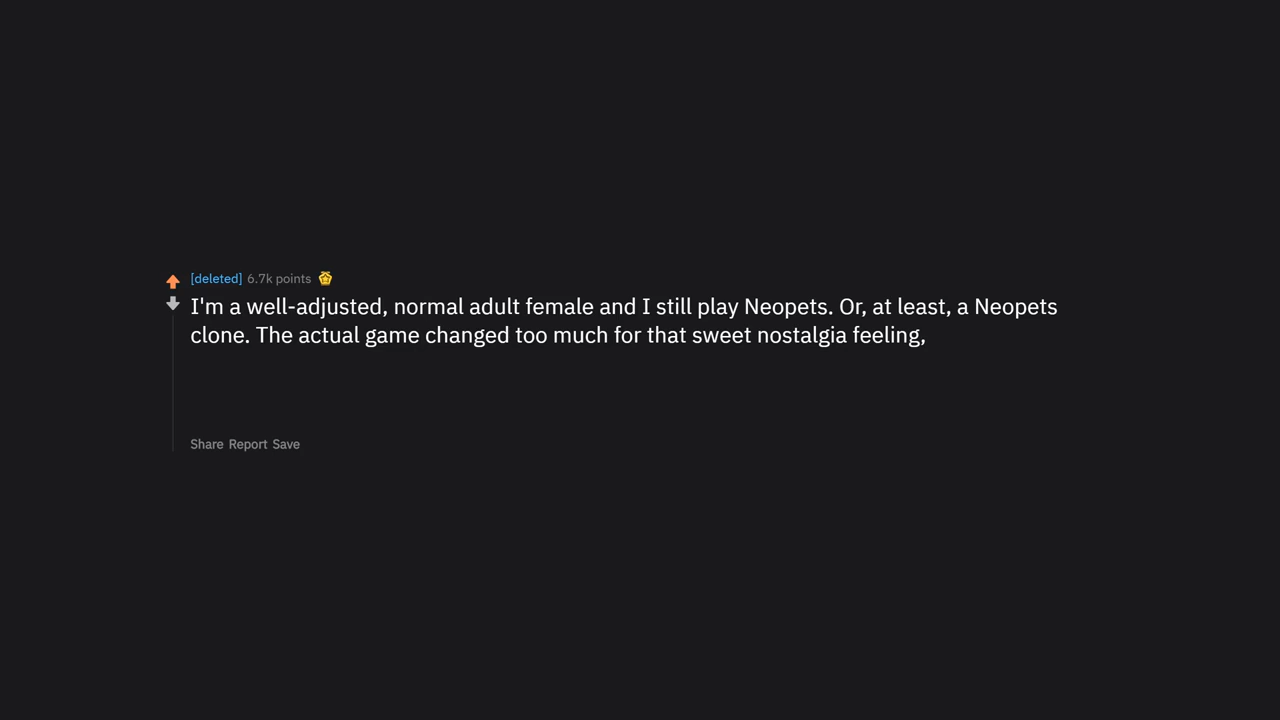 [deleted] 6.7k points
I'm a well-adjusted, normal adult female and I still play Neopets. Or, at least, a Neopets
clone. The actual game changed too much for that sweet nostalgia feeling,
Share Report Save